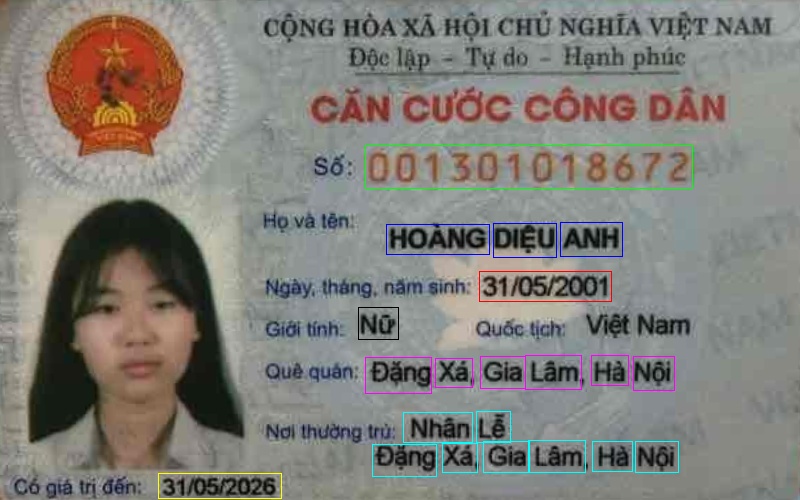 CỘNG HÒA XÃ HỘI CHỦ NGHĨA VIỆT NAM
Độc lập - Tự do - Hạnh phúc
CĂN CƯỚC CÔNG DÂN
Số: 001301018672
Họ và tên: HOÀNG DIỆU ANH
Ngày, tháng, năm sinh: 31/05/2001
Giới tính: Nữ Quốc tịch: Việt Nam
Quê quán: Đặng Xá, Gia Lâm, Hà Nội
Nơi thường trú: Nhân Lễ
Đặng Xá, Gia Lâm, Hà Nội
Có giá trị đến: 31/05/2026